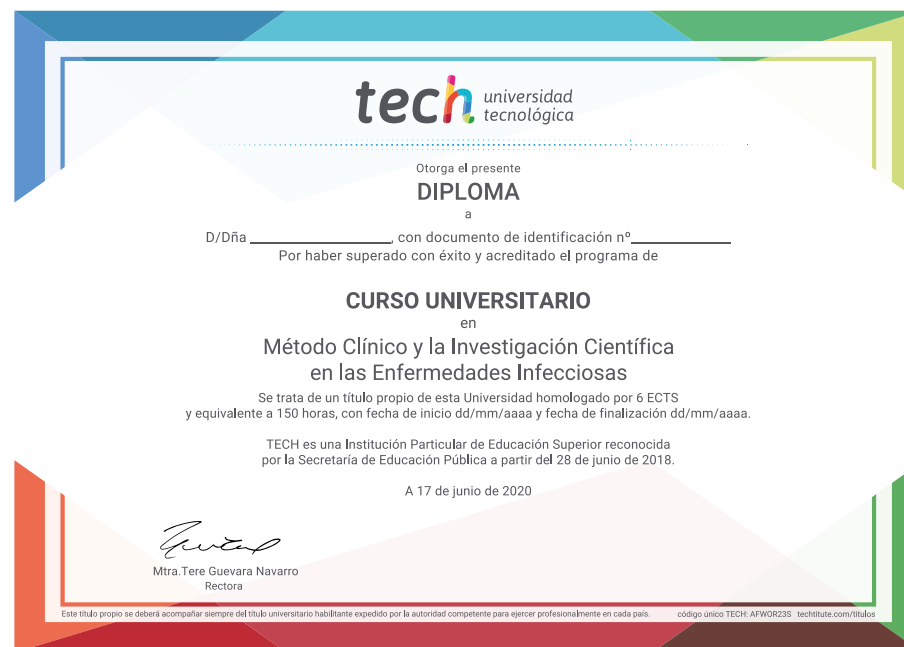 tech universidad
tecnológica
Otorga el presente
DIPLOMA
a
D/Dña ____________________, con documento de identificación nº______________
Por haber superado con éxito y acreditado el programa de
CURSO UNIVERSITARIO
en
Método Clínico y la Investigación Científica
en las Enfermedades Infecciosas
Se trata de un título propio de esta Universidad homologado por 6 ECTS
y equivalente a 150 horas, con fecha de inicio dd/mm/aaaa y fecha de finalización dd/mm/aaaa.
TECH es una Institución Particular de Educación Superior reconocida
por la Secretaría de Educación Pública a partir del 28 de junio de 2018.
A 17 de junio de 2020
Mtra.Tere Guevara Navarro
Rectora
Este título propio se deberá acompañar siempre del título universitario habilitante expedido por la autoridad competente para ejercer profesionalmente en cada país. código único TECH: AFWOR23S techtitute.com/titulos